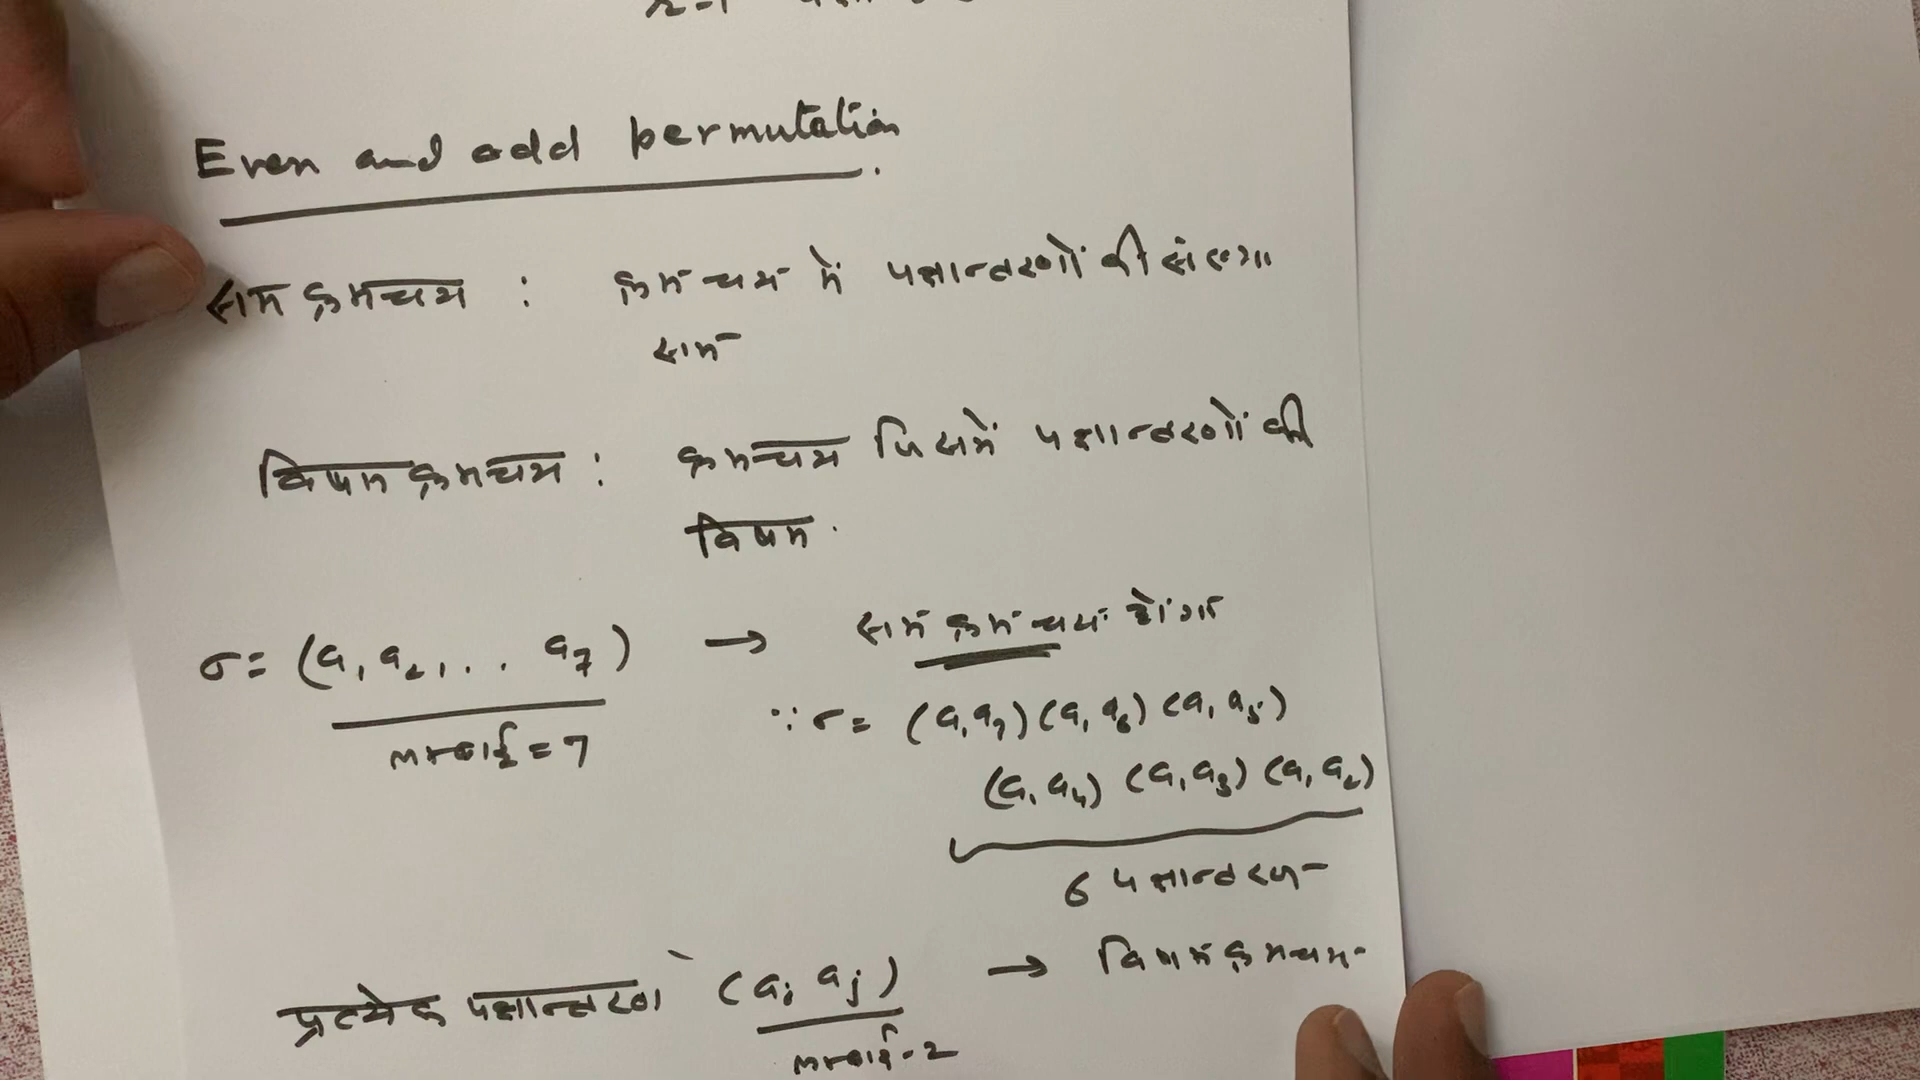 Even and odd permutation.
सम क्रमचय : क्रमचय में पक्षान्तरणों की संख्या
सम
विषम क्रमचय : क्रमचय जिसमें पक्षान्तरणों की
विषम.
σ = (a₁ a₂ . . . a₇) → सम क्रमचय होगा
लम्बाई = 7
∵ σ = (a₁ a₇) (a₁ a₆) (a₁ a₅)
(a₁ a₄) (a₁ a₃) (a₁ a₂)
6 पक्षान्तरण
प्रत्येक पक्षान्तरण (aᵢ aⱼ) → विषम क्रमचय
लम्बाई = 2